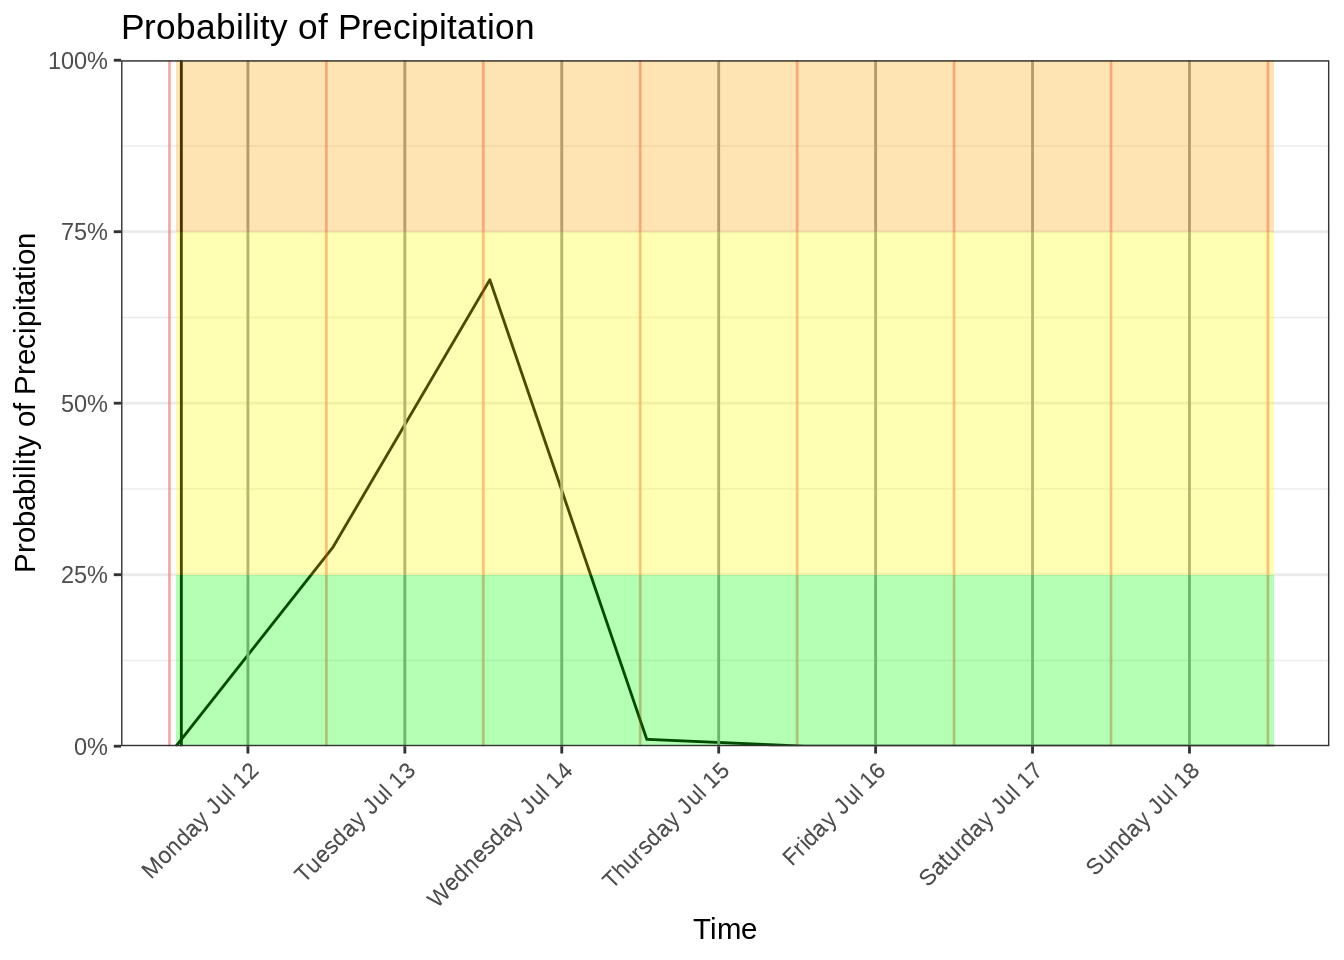 Probability of Precipitation
Probability of Precipitation
100%
75%
50%
25%
0%
Monday Jul 12
Tuesday Jul 13
Wednesday Jul 14
Thursday Jul 15
Friday Jul 16
Saturday Jul 17
Sunday Jul 18
Time